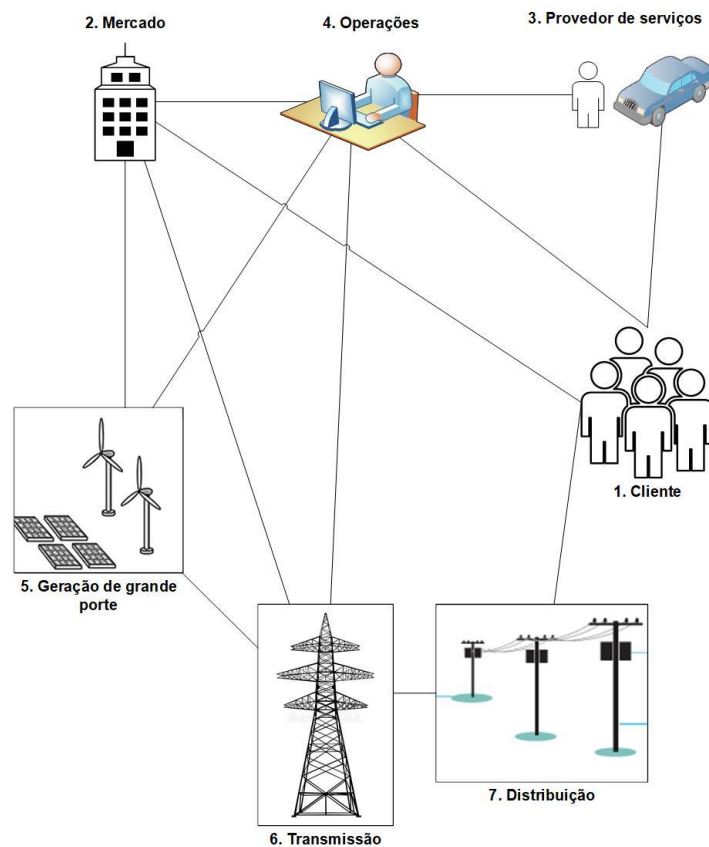 2. Mercado
4. Operações
3. Provedor de serviços
1. Cliente
5. Geração de grande
porte
6. Transmissão
7. Distribuição